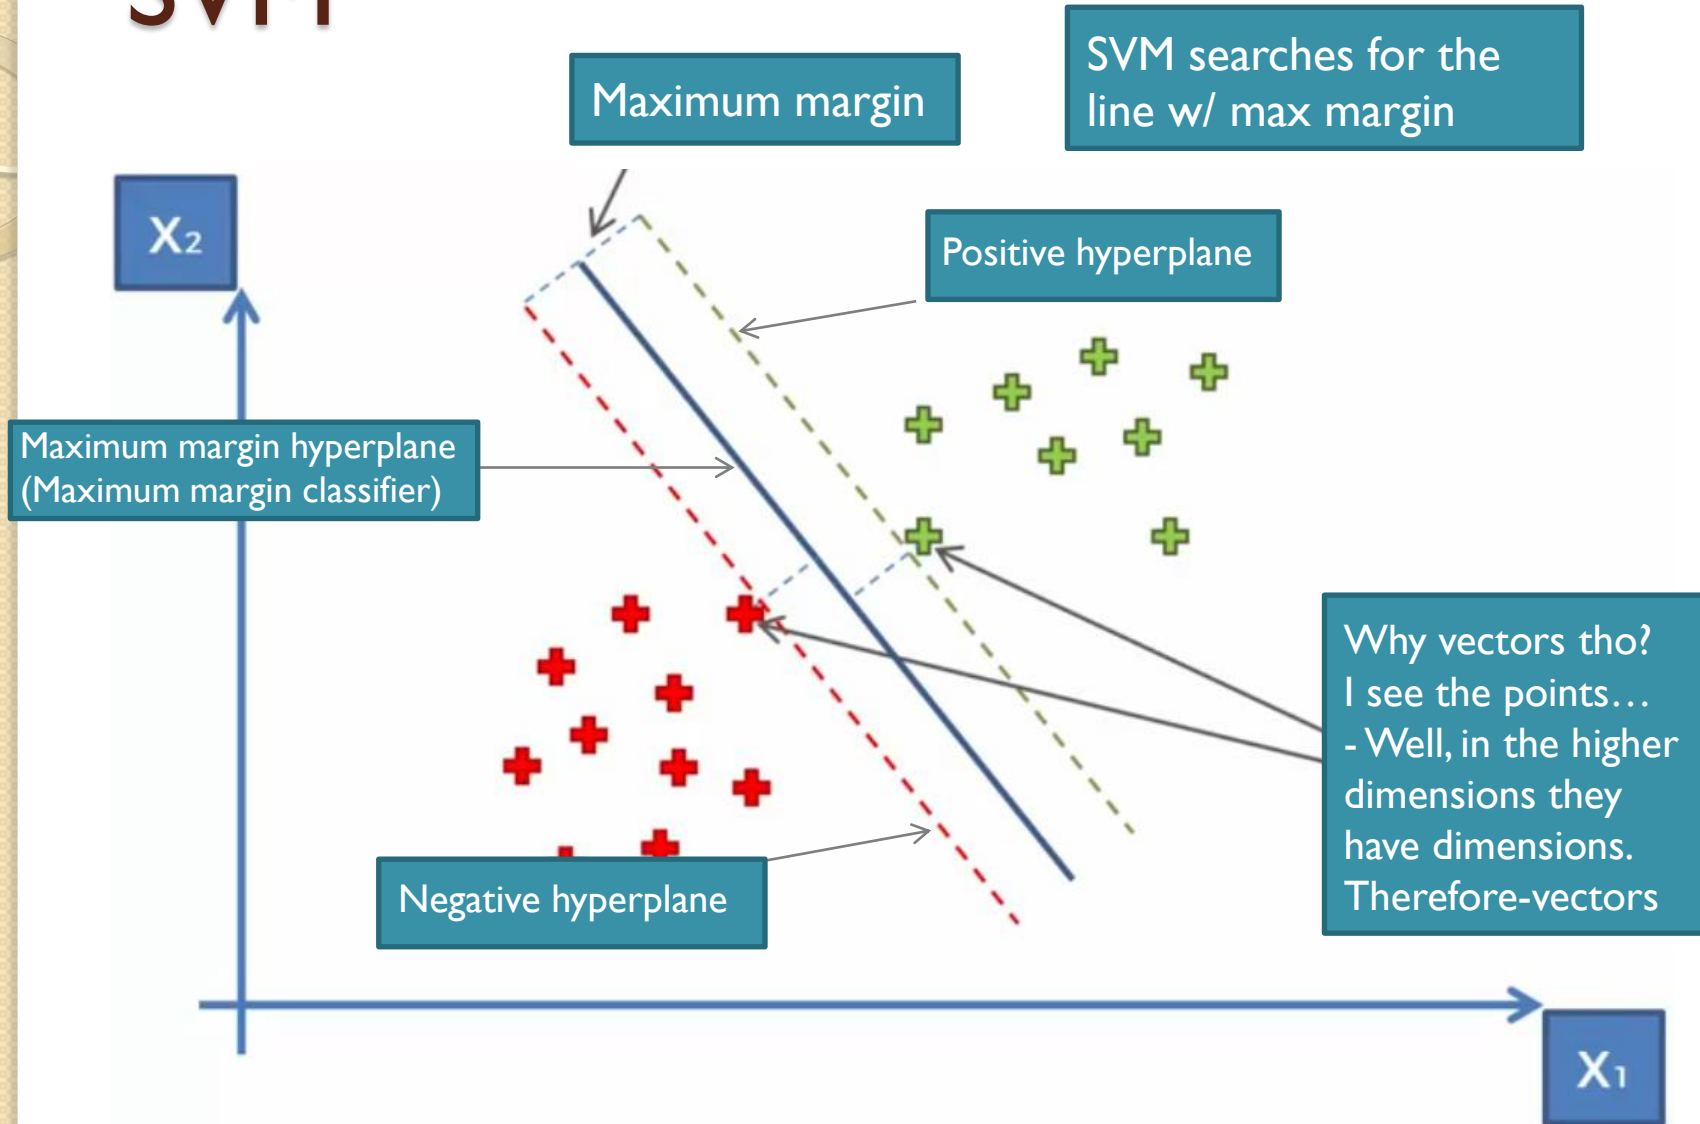 SVM
Maximum margin
SVM searches for the
line w/ max margin
X2
Positive hyperplane
Maximum margin hyperplane
(Maximum margin classifier)
Why vectors tho?
I see the points…
- Well, in the higher
dimensions they
have dimensions.
Therefore-vectors
Negative hyperplane
X1